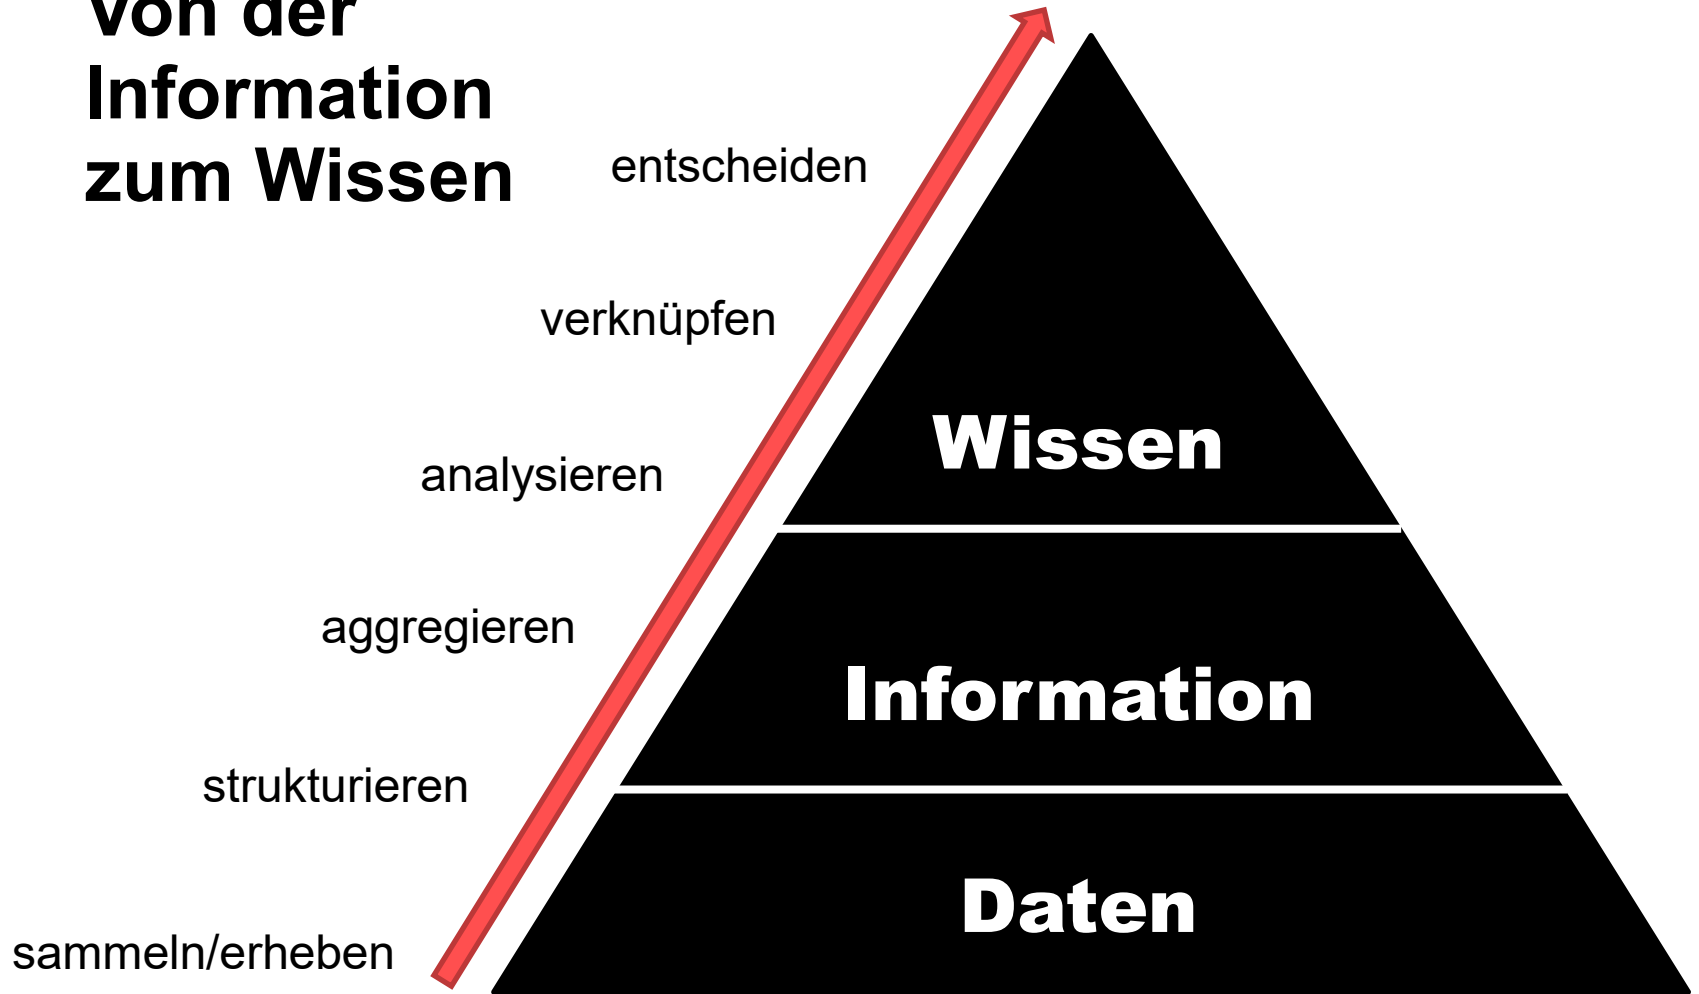 Von der
Information
zum Wissen
entscheiden
verknüpfen
analysieren
aggregieren
strukturieren
sammeln/erheben
Wissen
Information
Daten